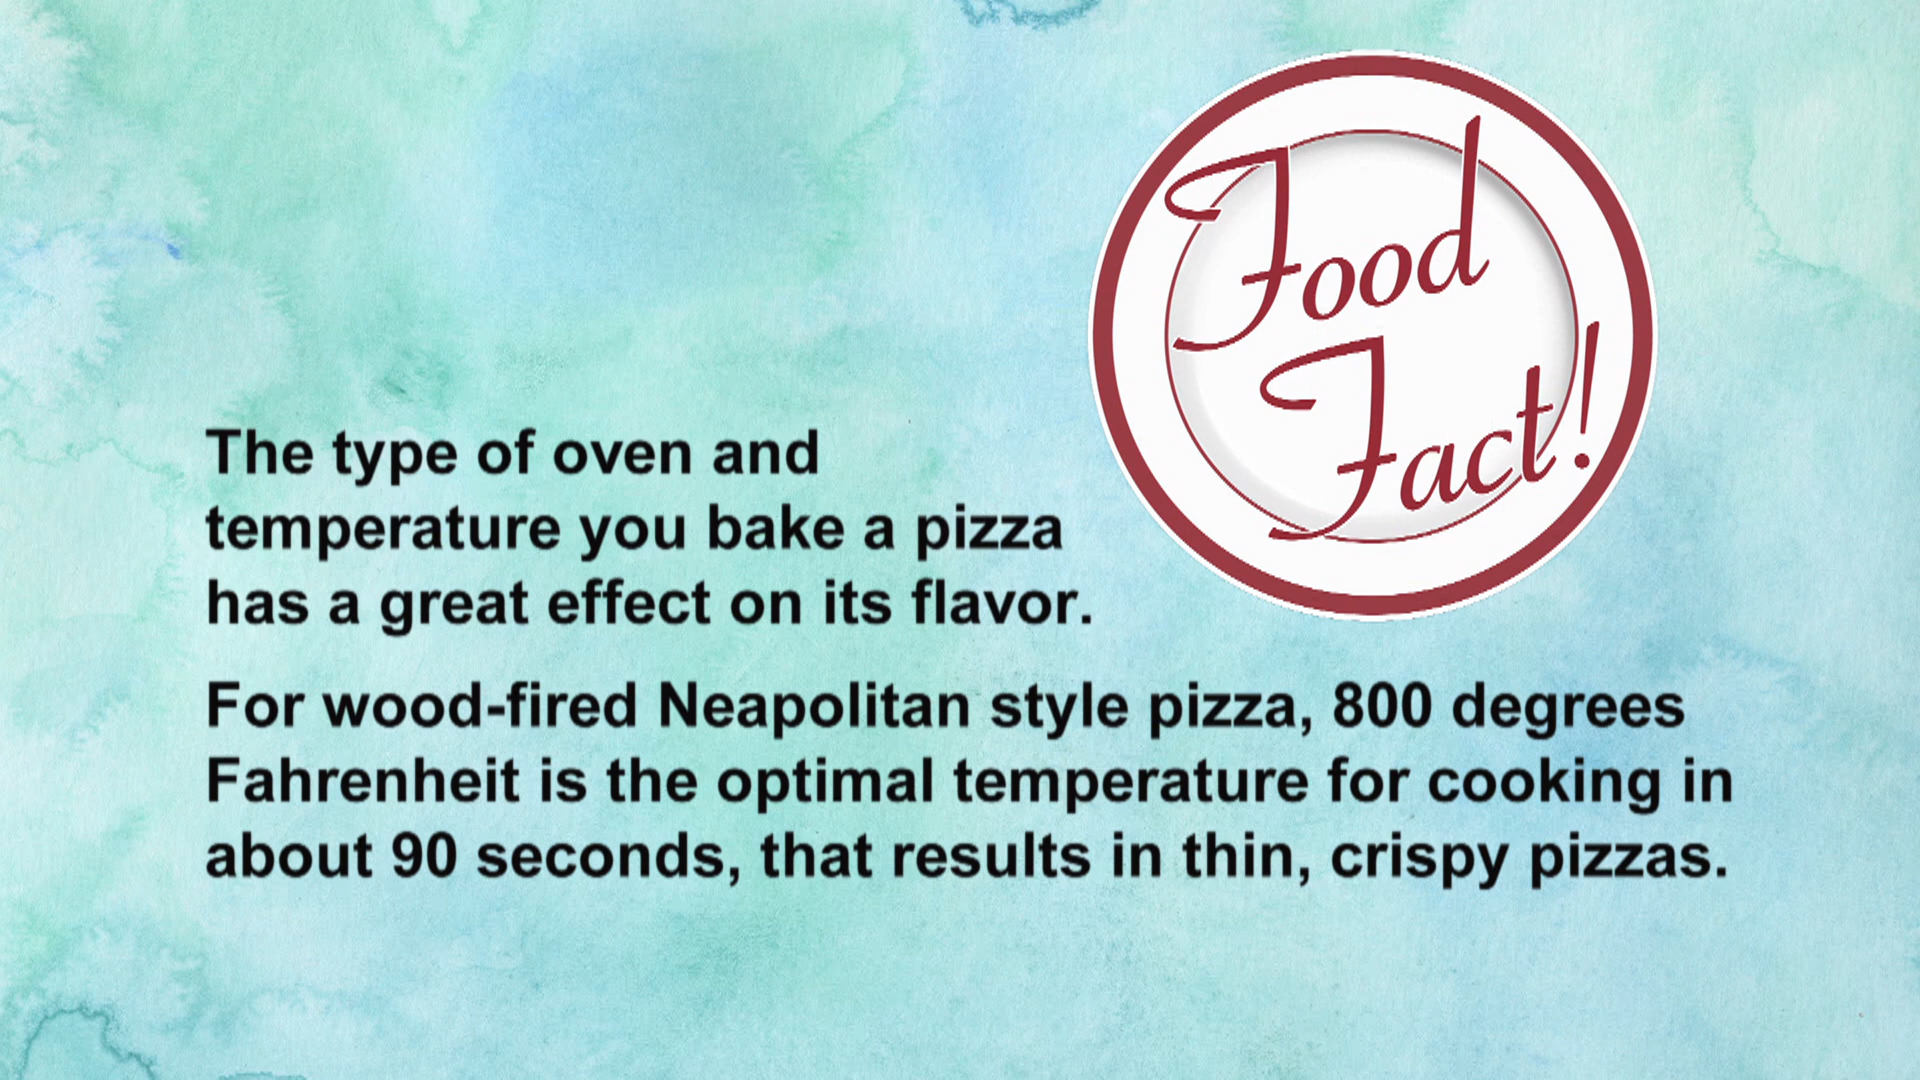 Food
Fact!
The type of oven and
temperature you bake a pizza
has a great effect on its flavor.
For wood-fired Neapolitan style pizza, 800 degrees
Fahrenheit is the optimal temperature for cooking in
about 90 seconds, that results in thin, crispy pizzas.